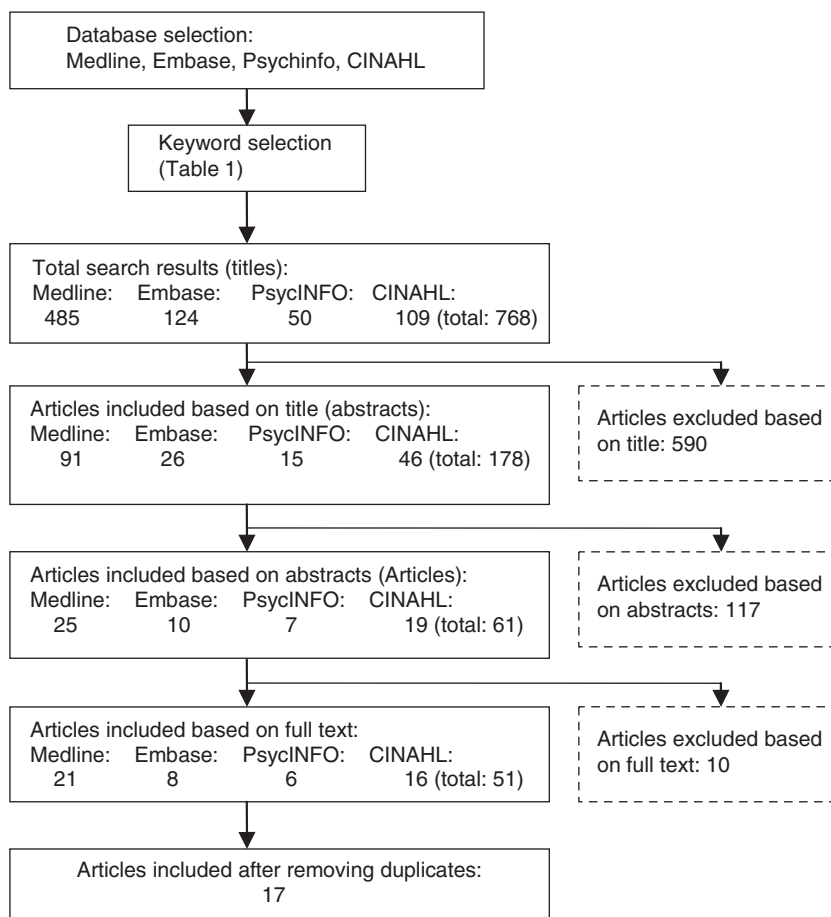 Database selection:
Medline, Embase, Psychinfo, CINAHL
Keyword selection
(Table 1)
Total search results (titles):
Medline: Embase: PsycINFO: CINAHL:
485 124 50 109 (total: 768)
Articles included based on title (abstracts):
Medline: Embase: PsycINFO: CINAHL:
91 26 15 46 (total: 178)
Articles excluded based
on title: 590
Articles included based on abstracts (Articles):
Medline: Embase: PsycINFO: CINAHL:
25 10 7 19 (total: 61)
Articles excluded based
on abstracts: 117
Articles included based on full text:
Medline: Embase: PsycINFO: CINAHL:
21 8 6 16 (total: 51)
Articles excluded based
on full text: 10
Articles included after removing duplicates:
17